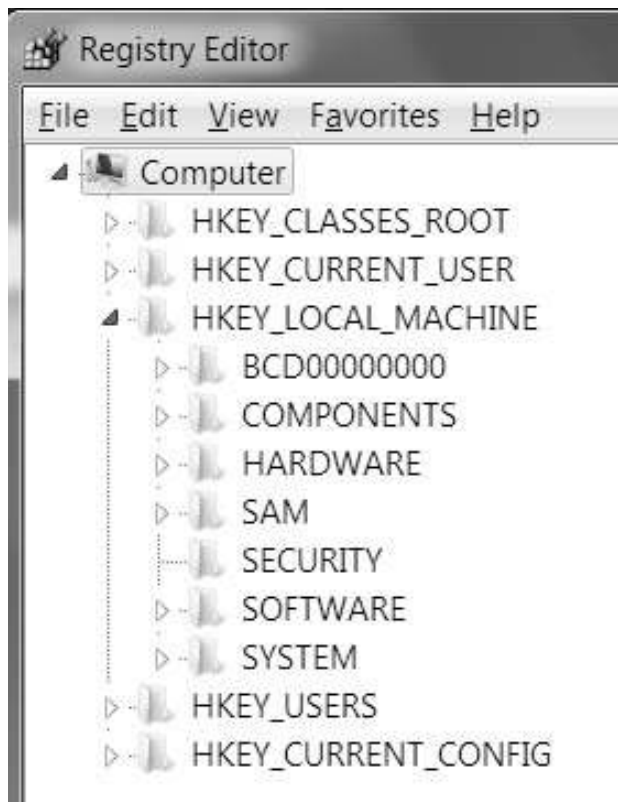 Registry Editor
File Edit View Favorites Help
Computer
HKEY_CLASSES_ROOT
HKEY_CURRENT_USER
HKEY_LOCAL_MACHINE
BCD00000000
COMPONENTS
HARDWARE
SAM
SECURITY
SOFTWARE
SYSTEM
HKEY_USERS
HKEY_CURRENT_CONFIG